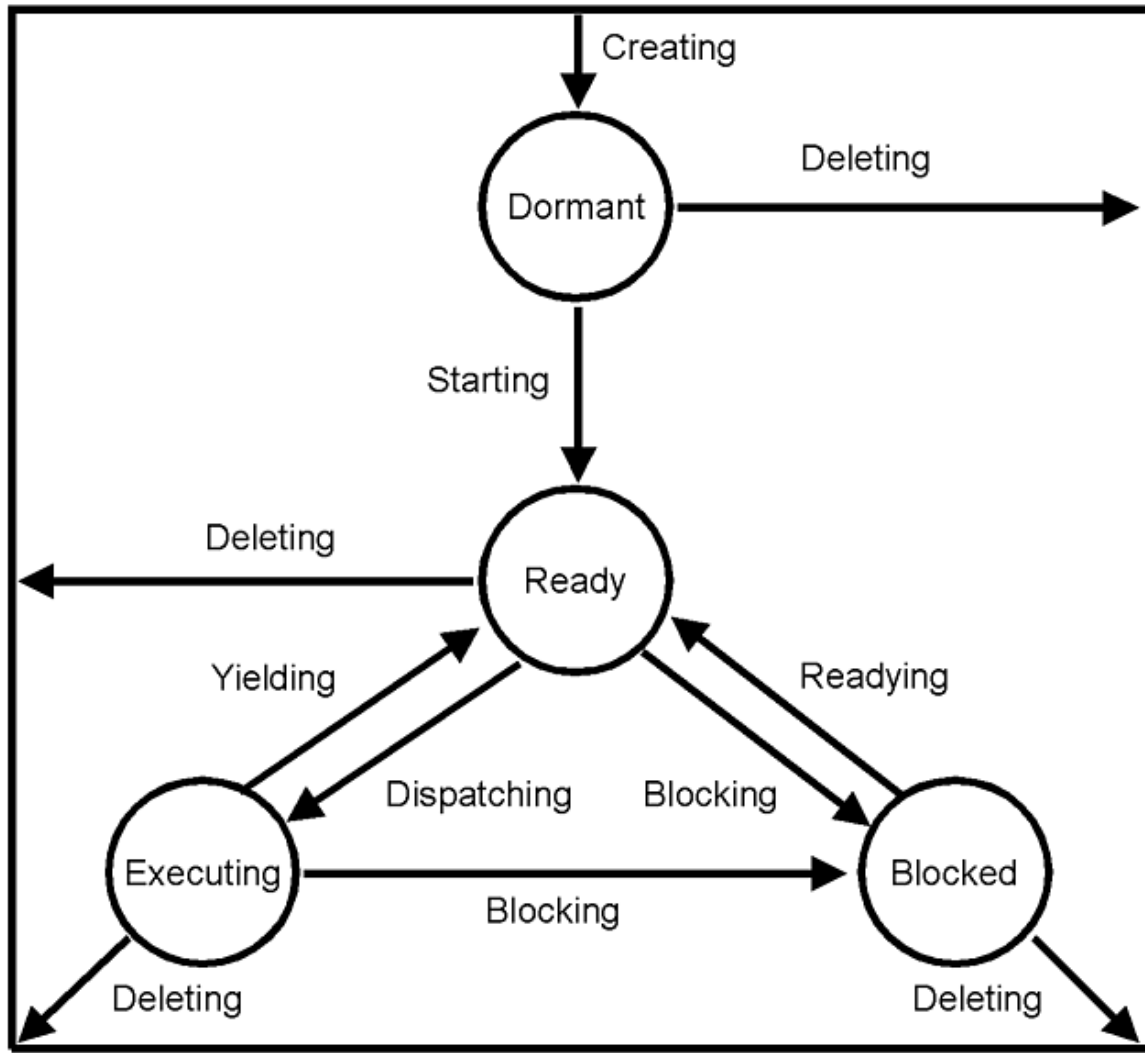 Creating
Deleting
Dormant
Starting
Deleting
Ready
Yielding
Readying
Dispatching
Blocking
Executing
Blocked
Blocking
Deleting
Deleting